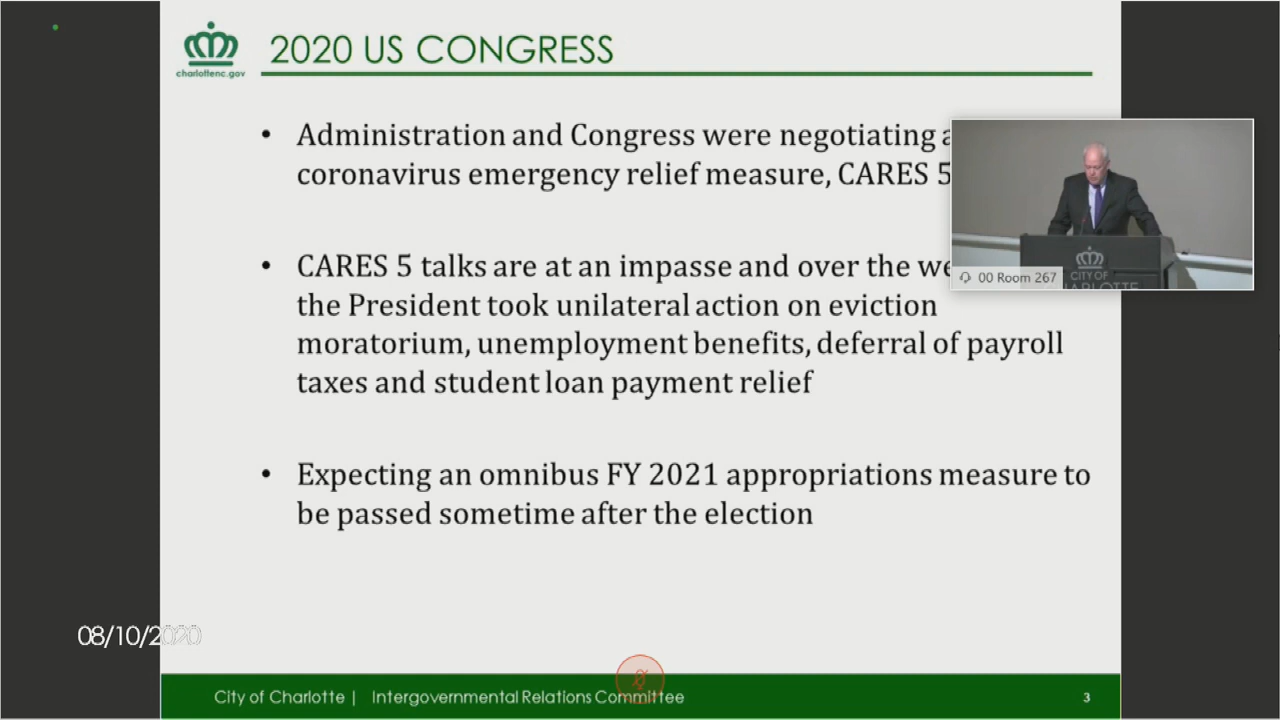 2020 US CONGRESS
charlottenc.gov
• Administration and Congress were negotiating
coronavirus emergency relief measure, CARES 5
• CARES 5 talks are at an impasse and over the
the President took unilateral action on eviction
moratorium, unemployment benefits, deferral of payroll
taxes and student loan payment relief
• Expecting an omnibus FY 2021 appropriations measure to
be passed sometime after the election
CITY OF
CHARLOTTE
00 Room 267
08/10/2020
City of Charlotte | Intergovernmental Relations Committee
3